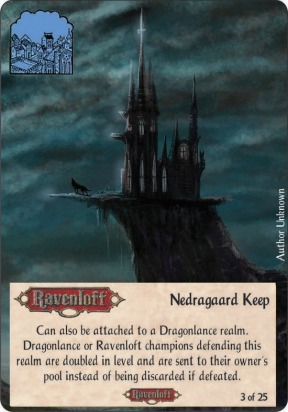 Author Unknown
Ravenloft
Nedragaard Keep
Can also be attached to a Dragonlance realm.
Dragonlance or Ravenloft champions defending this
realm are doubled in level and are sent to their owner's
pool instead of being discarded if defeated.
Ravenloft
3 of 25